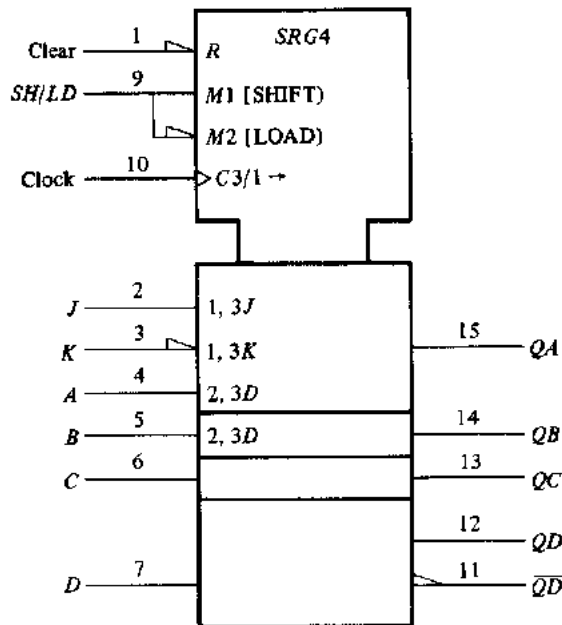 SRG4
Clear 1 R
SH/LD 9 M1 [SHIFT)
M2 [LOAD)
Clock 10 C3/1 →
J 2 1, 3J
K 3 1, 3K 15 QA
A 4 2, 3D
B 5 2, 3D 14 QB
C 6 13 QC
12 QD
D 7 11 Q̅D̅